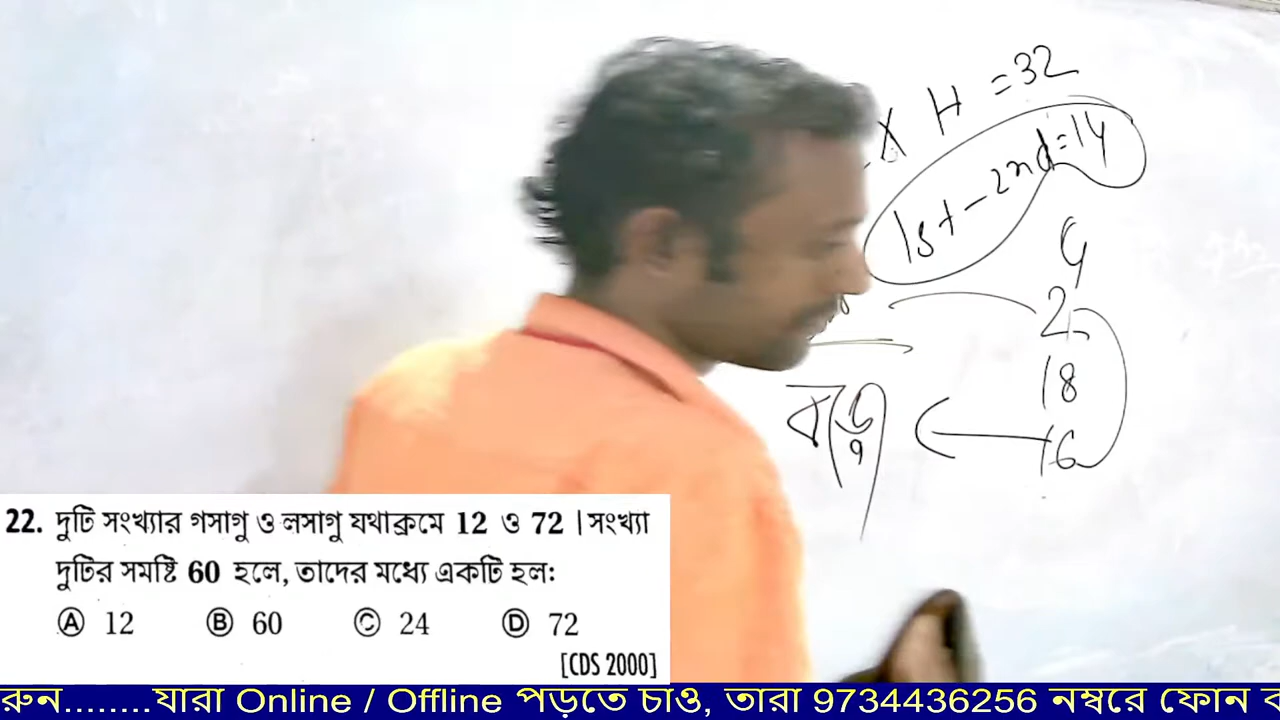 X H = 32
1st - 2nd = 14
2
18
বড়
16
22. দুটি সংখ্যার গসাগু ও লসাগু যথাক্রমে 12 ও 72 । সংখ্যা
দুটির সমষ্টি 60 হলে, তাদের মধ্যে একটি হল:
Ⓐ 12 Ⓑ 60 Ⓒ 24 Ⓓ 72
[CDS 2000]
রুন........যারা Online / Offline পড়তে চাও, তারা 9734436256 নম্বরে ফোন ক